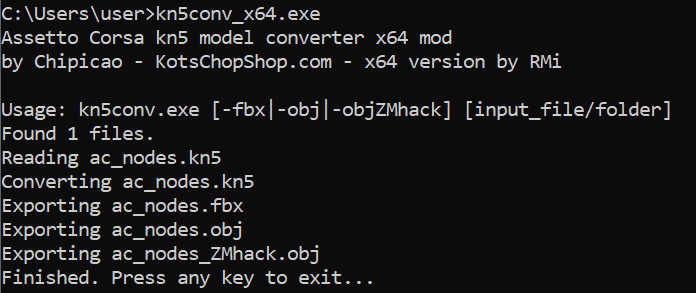 C:\Users\user>kn5conv_x64.exe
Assetto Corsa kn5 model converter x64 mod
by Chipicao - KotsChopShop.com - x64 version by RMi
Usage: kn5conv.exe [-fbx|-obj|-objZMhack] [input_file/folder]
Found 1 files.
Reading ac_nodes.kn5
Converting ac_nodes.kn5
Exporting ac_nodes.fbx
Exporting ac_nodes.obj
Exporting ac_nodes_ZMhack.obj
Finished. Press any key to exit...